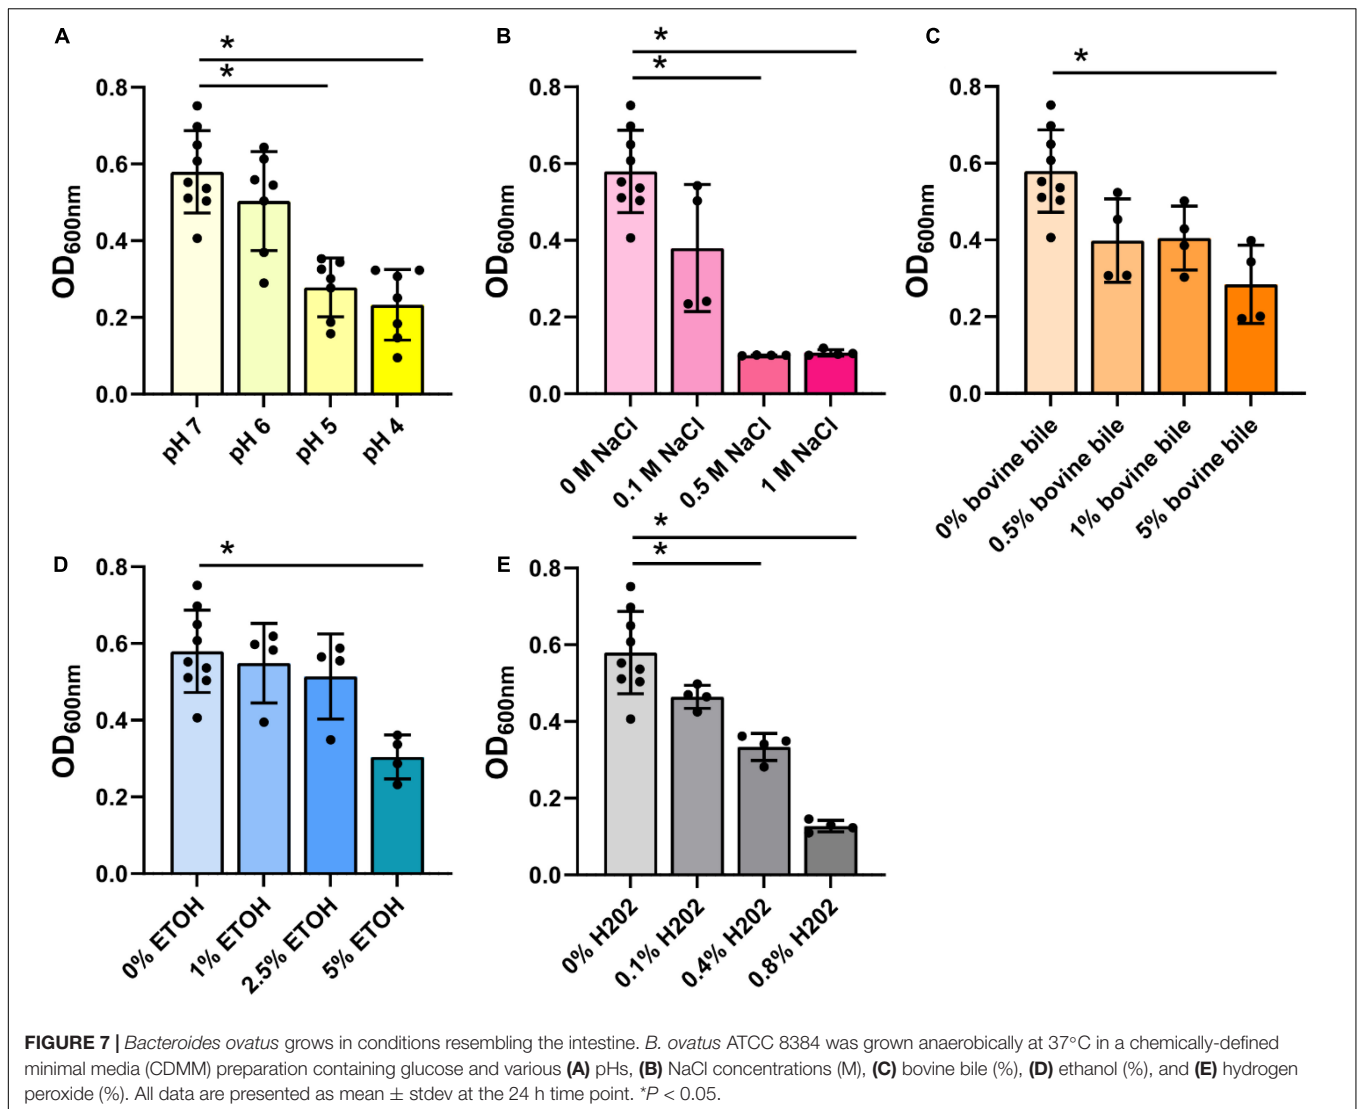 A
*
*
0.8
0.6
0.4
0.2
0.0
OD600nm
pH 7
pH 6
pH 5
pH 4
B
*
*
0.8
0.6
0.4
0.2
0.0
OD600nm
0 M NaCl
0.1 M NaCl
0.5 M NaCl
1 M NaCl
C
*
0.8
0.6
0.4
0.2
0.0
OD600nm
0% bovine bile
0.5% bovine bile
1% bovine bile
5% bovine bile
D
*
0.8
0.6
0.4
0.2
0.0
OD600nm
0% ETOH
1% ETOH
2.5% ETOH
5% ETOH
E
*
*
0.8
0.6
0.4
0.2
0.0
OD600nm
0% H202
0.1% H202
0.4% H202
0.8% H202
FIGURE 7 | Bacteroides ovatus grows in conditions resembling the intestine. B. ovatus ATCC 8384 was grown anaerobically at 37°C in a chemically-defined
minimal media (CDMM) preparation containing glucose and various (A) pHs, (B) NaCl concentrations (M), (C) bovine bile (%), (D) ethanol (%), and (E) hydrogen
peroxide (%). All data are presented as mean ± stdev at the 24 h time point. *P < 0.05.